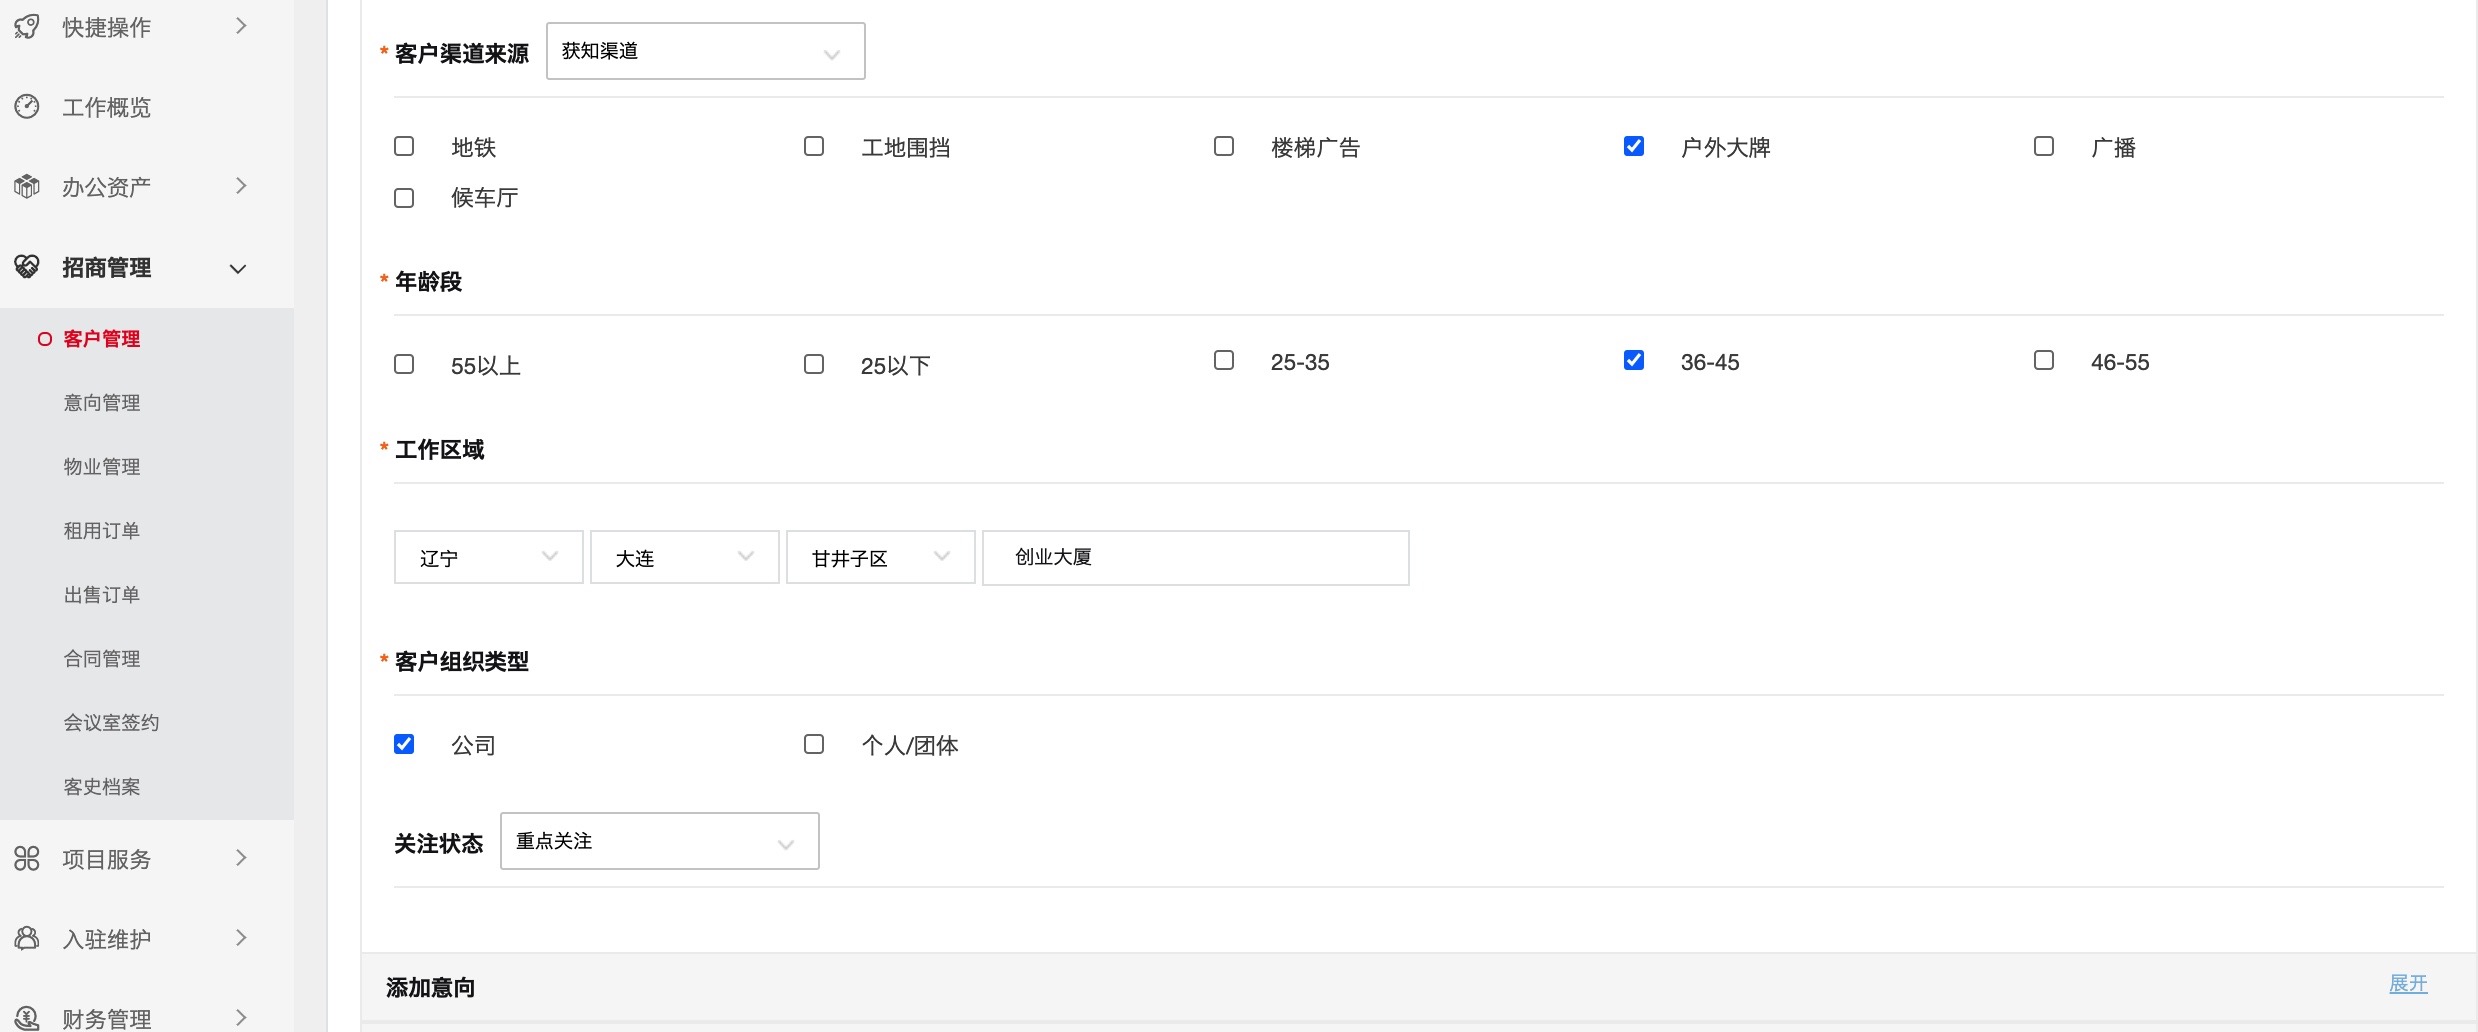 快捷操作
工作概览
办公资产
招商管理
客户管理
意向管理
物业管理
租用订单
出售订单
合同管理
会议室签约
客史档案
项目服务
入驻维护
财务管理
* 客户渠道来源 获知渠道
地铁 工地围挡 楼梯广告 户外大牌 广播
候车厅
* 年龄段
55以上 25以下 25-35 36-45 46-55
* 工作区域
辽宁 大连 甘井子区 创业大厦
* 客户组织类型
公司 个人/团体
关注状态 重点关注
添加意向 展开